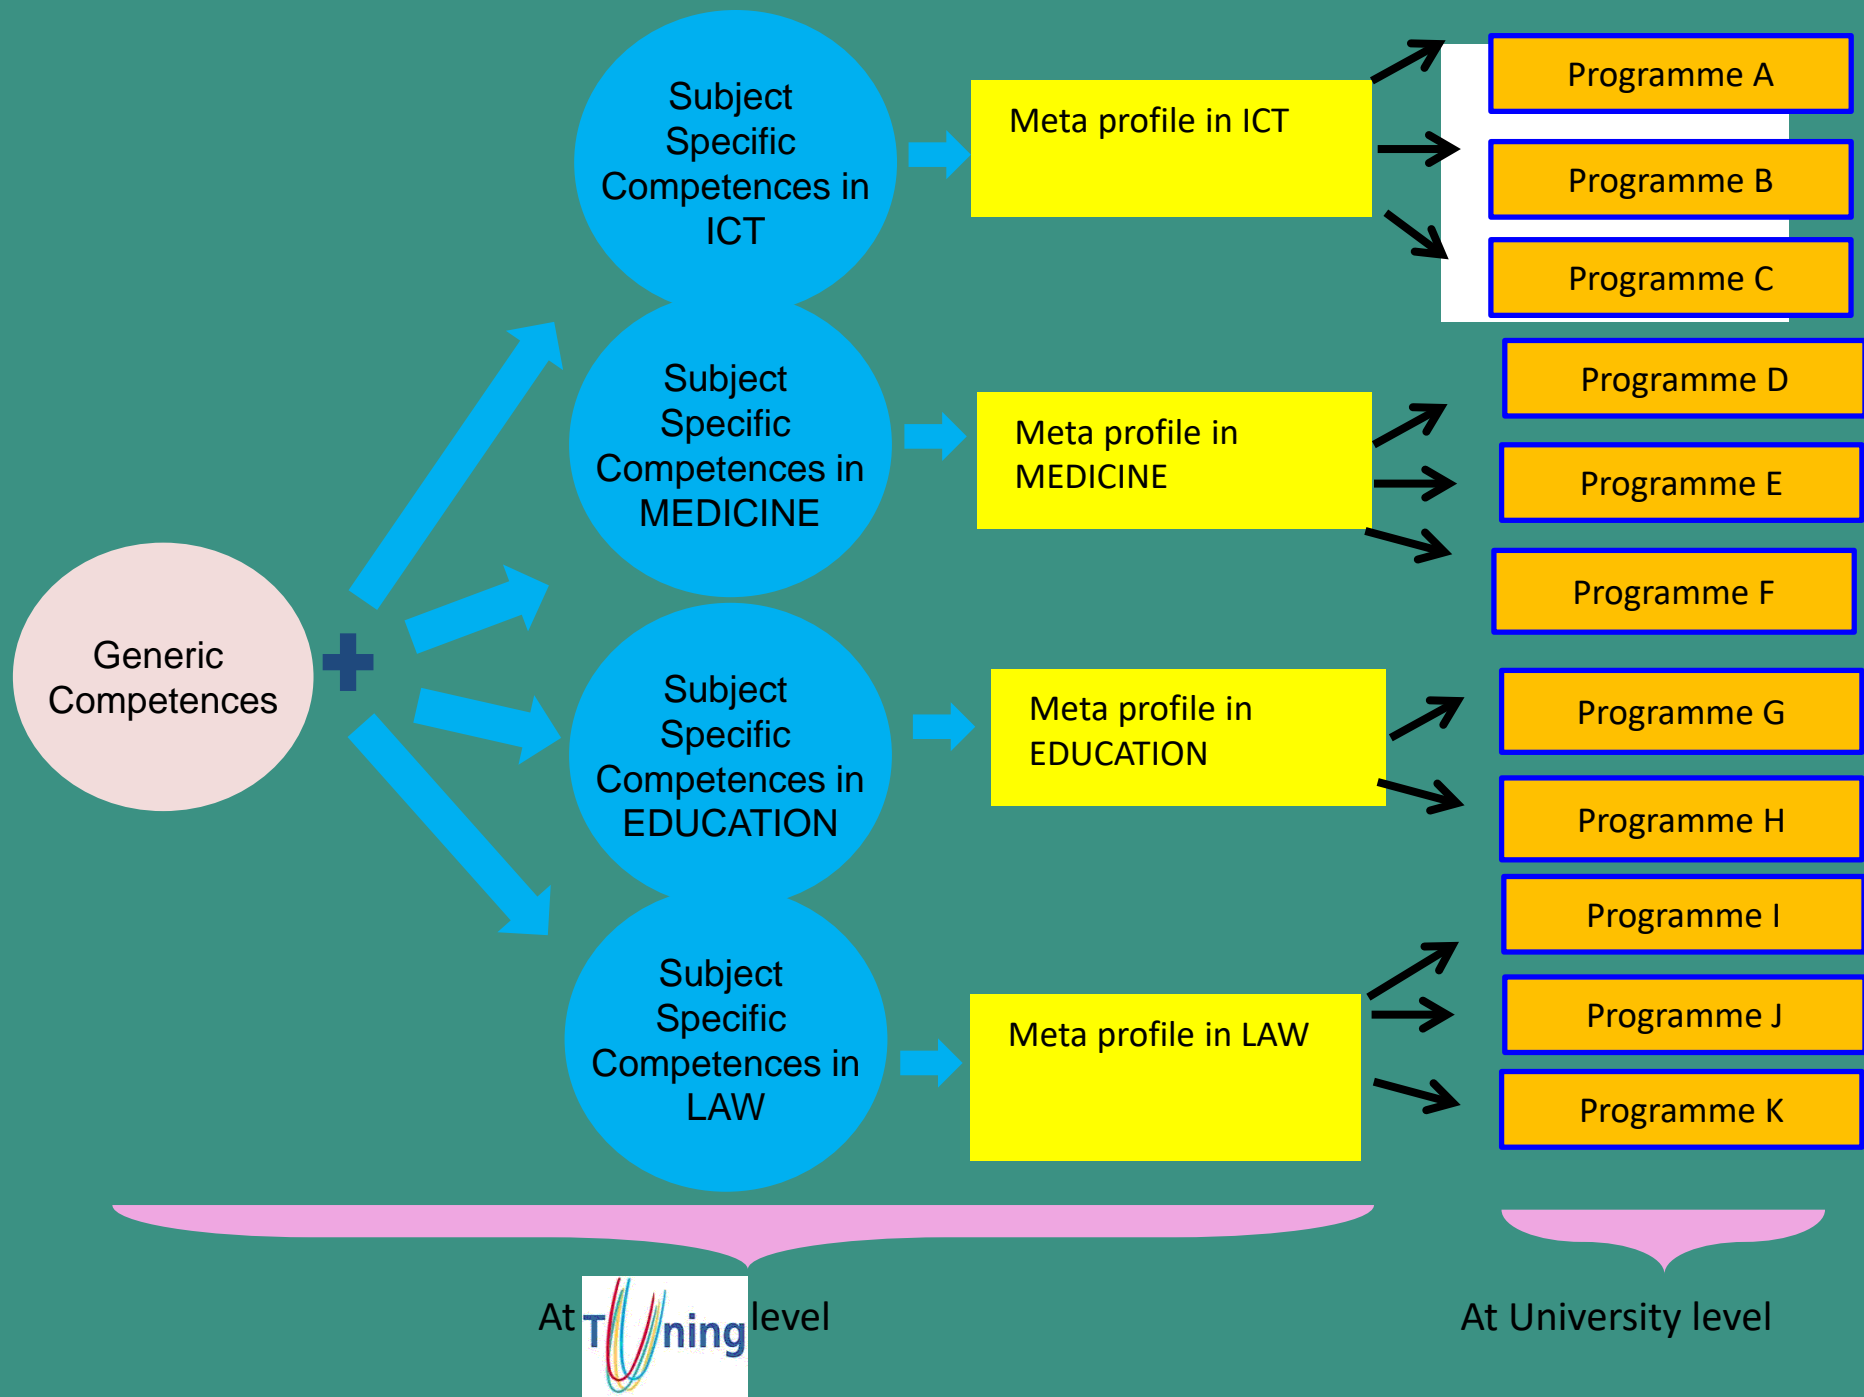 Generic
Competences
Subject
Specific
Competences in
ICT
Subject
Specific
Competences in
MEDICINE
Subject
Specific
Competences in
EDUCATION
Subject
Specific
Competences in
LAW
Meta profile in ICT
Meta profile in
MEDICINE
Meta profile in
EDUCATION
Meta profile in LAW
Programme A
Programme B
Programme C
Programme D
Programme E
Programme F
Programme G
Programme H
Programme I
Programme J
Programme K
At Tuning level
At University level